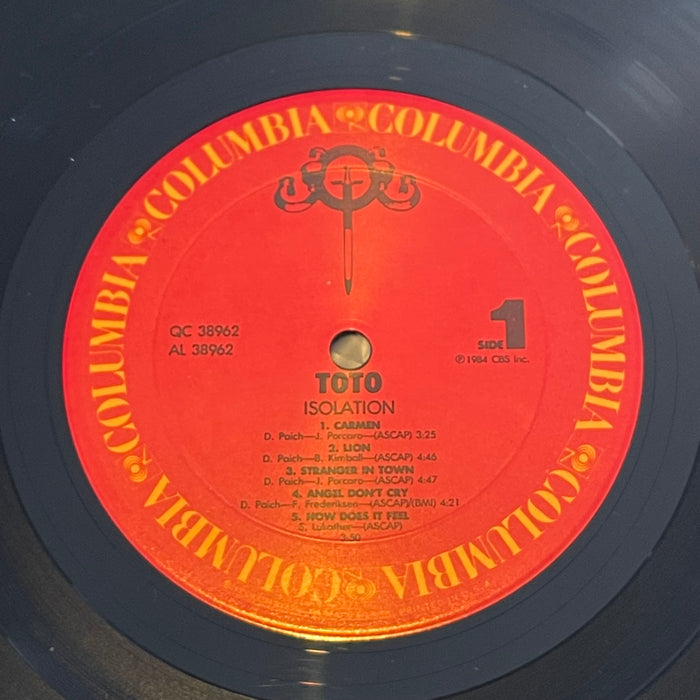 COLUMBIA COLUMBIA COLUMBIA COLUMBIA COLUMBIA COLUMBIA COLUMBIA COLUMBIA
QC 38962
AL 38962
SIDE 1
℗ 1984 CBS Inc.
TOTO
ISOLATION
1. CARMEN
D. Paich—J. Porcaro—(ASCAP) 3:25
2. LION
D. Paich—B. Kimball—(ASCAP) 4:46
3. STRANGER IN TOWN
D. Paich—J. Porcaro—(ASCAP) 4:47
4. ANGEL DON'T CRY
D. Paich—F. Frederiksen—(ASCAP)/(BMI) 4:21
5. HOW DOES IT FEEL
S. Lukather—(ASCAP)
3:50